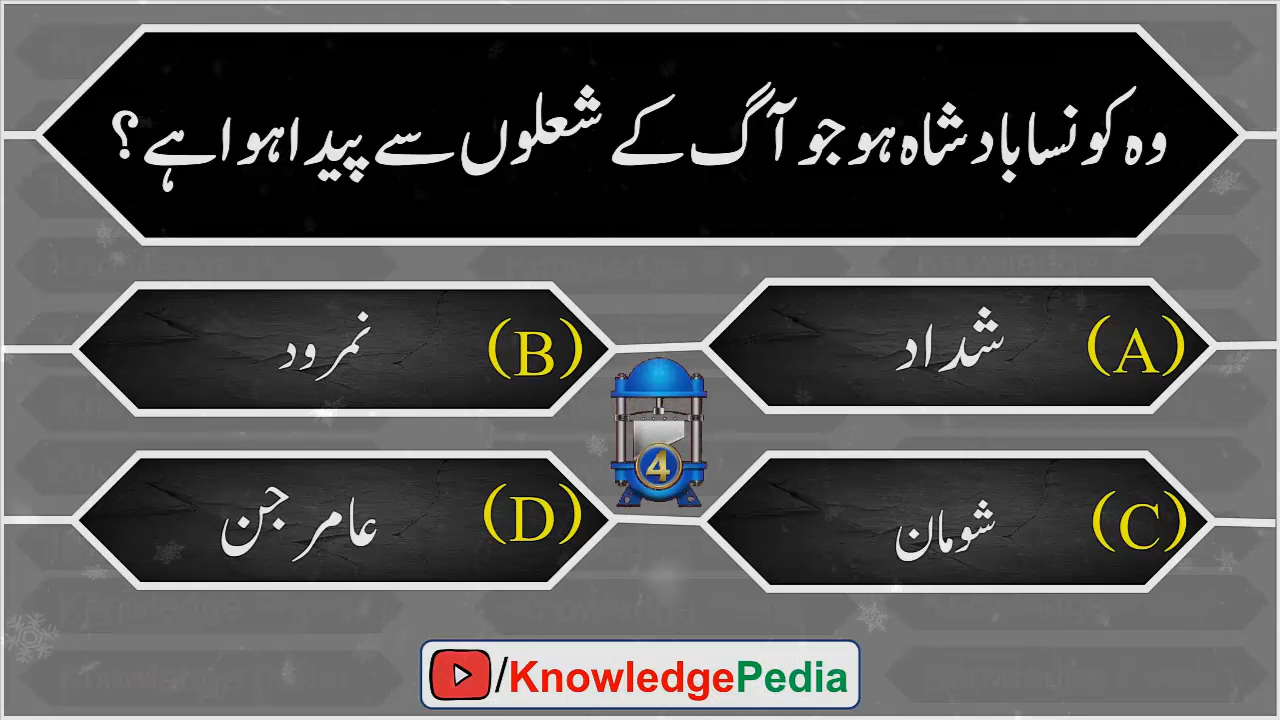 وہ کونسا بادشاہ ہو جو آگ کے شعلوں سے پیدا ہوا ہے؟
(A) شداد
(B) نمرود
(C) شومان
(D) عامر جن
4
/KnowledgePedia